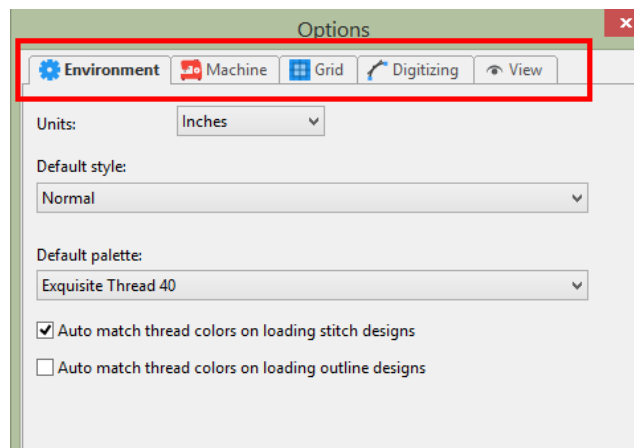 Options
Environment Machine Grid Digitizing View
Units: Inches
Default style:
Normal
Default palette:
Exquisite Thread 40
Auto match thread colors on loading stitch designs
Auto match thread colors on loading outline designs